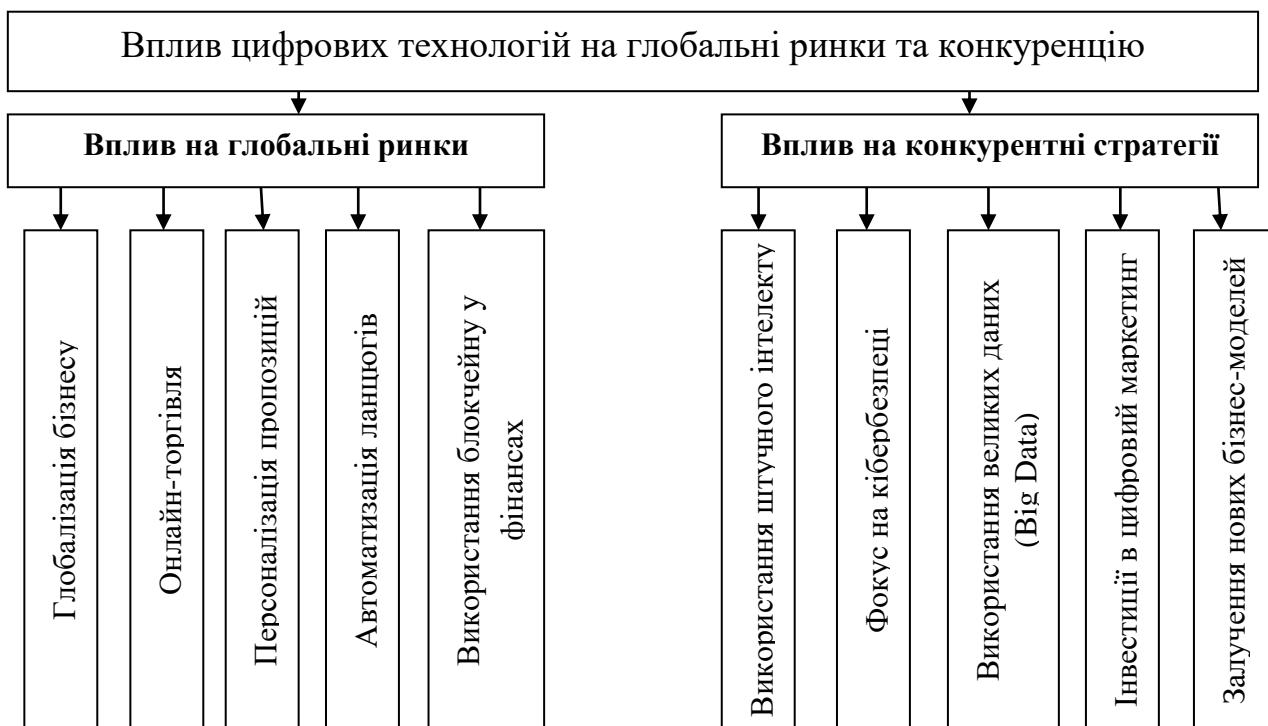 Вплив цифрових технологій на глобальні ринки та конкуренцію
Вплив на глобальні ринки
Вплив на конкурентні стратегії
Глобалізація бізнесу
Онлайн-торгівля
Персоналізація пропозицій
Автоматизація ланцюгів
Використання блокчейну у
фінансах
Використання штучного інтелекту
Фокус на кібербезпеці
Використання великих даних
(Big Data)
Інвестиції в цифровий маркетинг
Залучення нових бізнес-моделей